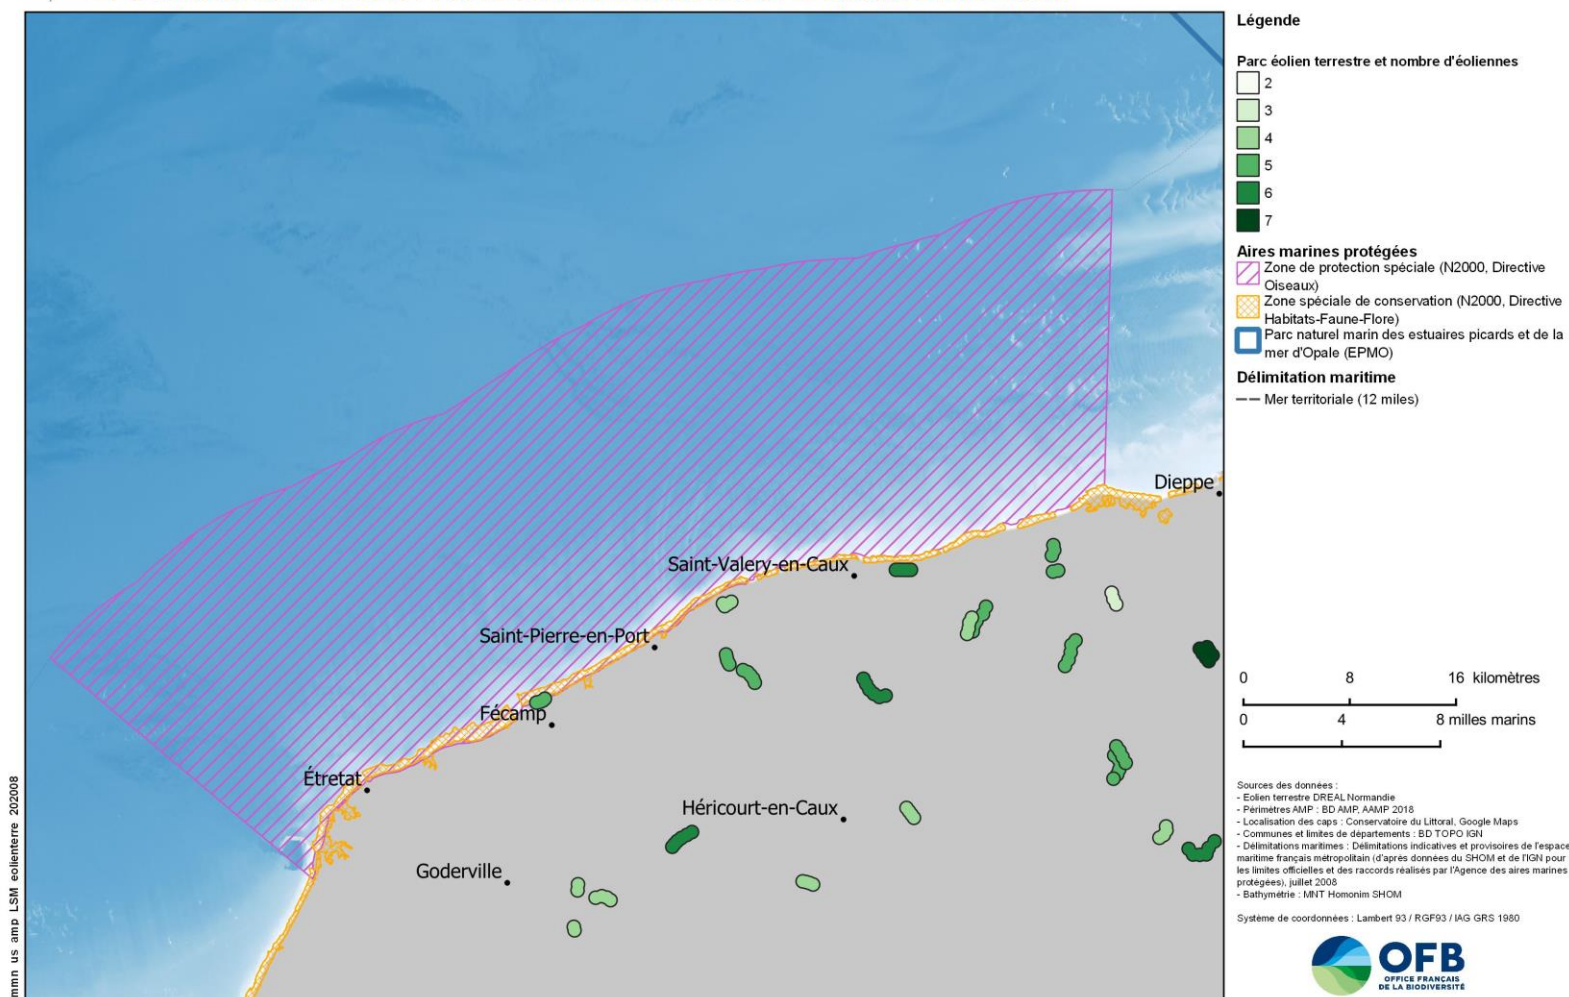 Légende
Parc éolien terrestre et nombre d'éoliennes
2
3
4
5
6
7
Aires marines protégées
Zone de protection spéciale (N2000, Directive
Oiseaux)
Zone spéciale de conservation (N2000, Directive
Habitats-Faune-Flore)
Parc naturel marin des estuaires picards et de la
mer d'Opale (EPMO)
Délimitation maritime
Mer territoriale (12 miles)
Dieppe
Saint-Valery-en-Caux
Saint-Pierre-en-Port
Fécamp
Étretat
Héricourt-en-Caux
Goderville
0 8 16 kilomètres
0 4 8 milles marins
Sources des données :
- Eolien terrestre DREAL Normandie
- Périmètres AMP : BD AMP, AAMP 2018
- Localisation des caps : Conservatoire du Littoral, Google Maps
- Communes et limites de départements : BD TOPO IGN
- Délimitations maritimes : Délimitations indicatives et provisoires de l'espace
maritime français métropolitain (d'après données du SHOM et de l'IGN pour
les limites officielles et des raccords réalisés par l'Agence des aires marines
protégées), juillet 2008
- Bathymétrie : MNT Homonim SHOM
Système de coordonnées : Lambert 93 / RGF93 / IAG GRS 1980
OFB
OFFICE FRANÇAIS
DE LA BIODIVERSITÉ
mmn us amp LSM eolienterre 202008